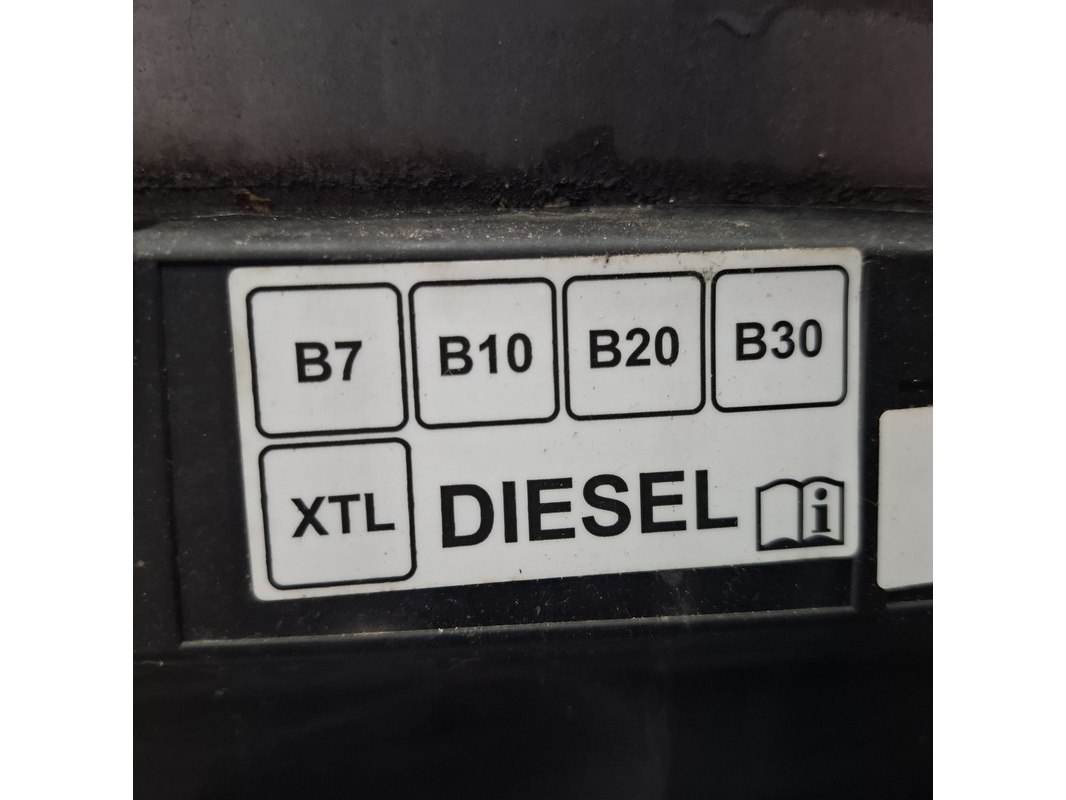 B7 B10 B20 B30
XTL DIESEL i